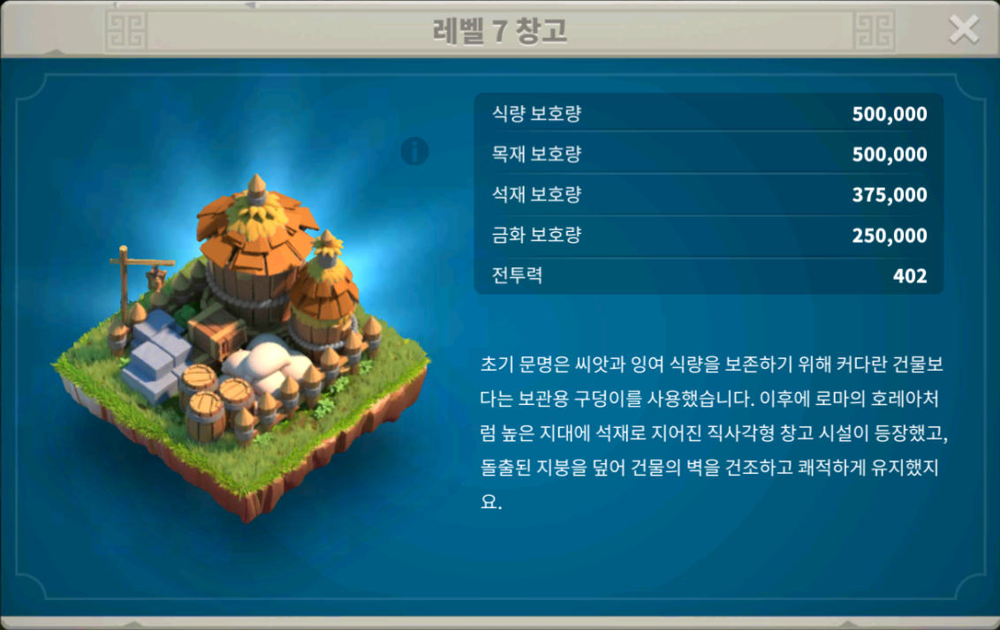 레벨 7 창고
식량 보호량 500,000
목재 보호량 500,000
석재 보호량 375,000
금화 보호량 250,000
전투력 402
초기 문명은 씨앗과 잉여 식량을 보존하기 위해 커다란 건물보
다는 보관용 구덩이를 사용했습니다. 이후에 로마의 호레아처
럼 높은 지대에 석재로 지어진 직사각형 창고 시설이 등장했고,
돌출된 지붕을 덮어 건물의 벽을 건조하고 쾌적하게 유지했지
요.